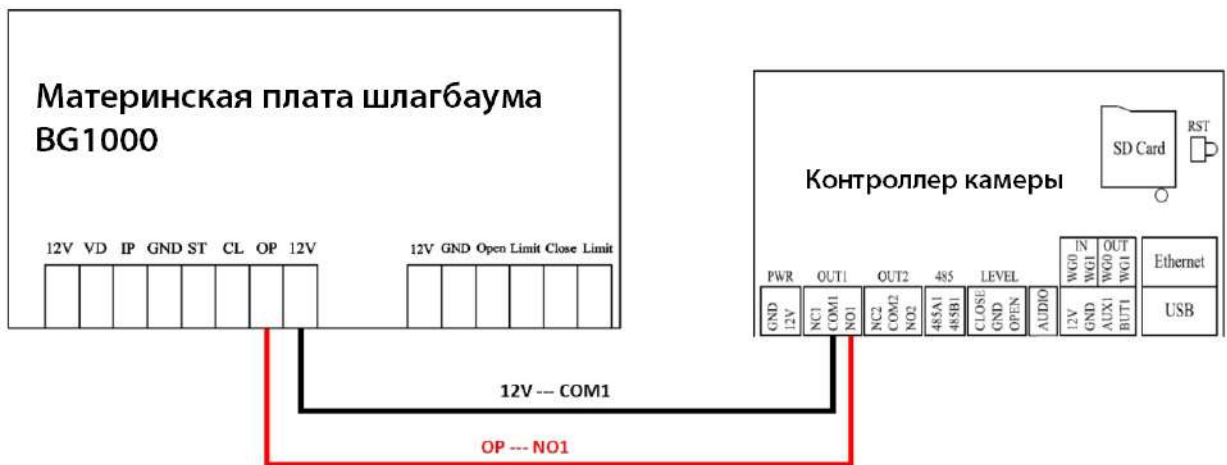 Материнская плата шлагбаума
BG1000
12V VD IP GND ST CL OP 12V
12V GND Open Limit Close Limit
Контроллер камеры
SD Card
RST
PWR OUT1 OUT2 485 LEVEL
IN OUT
WG0 WG1 WG0 WG1
Ethernet
GND 12V NC1 COM1 NO1 NC2 COM2 NO2 485A1 485B1 CLOSE GND OPEN AUDIO 12V GND AUX1 BUT1
USB
12V --- COM1
OP --- NO1